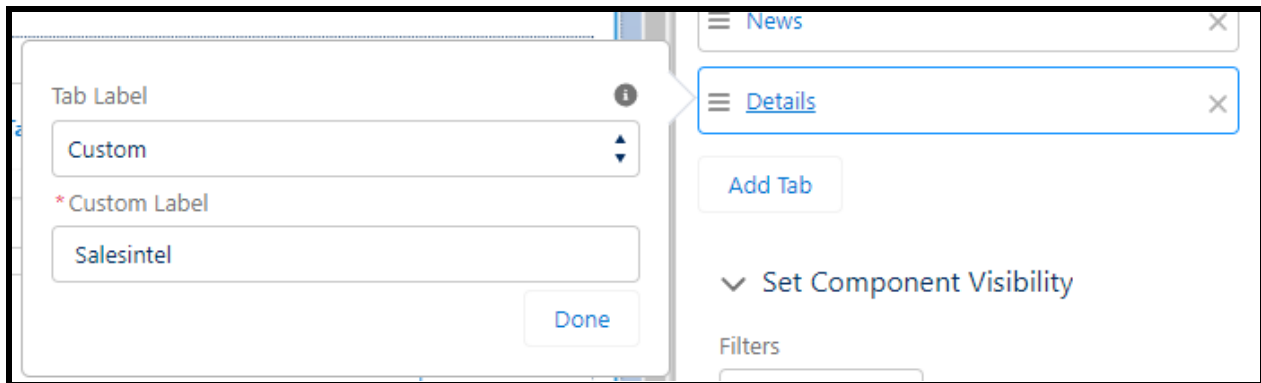 Tab Label
Custom
*Custom Label
Salesintel
Done
News
Details
Add Tab
Set Component Visibility
Filters